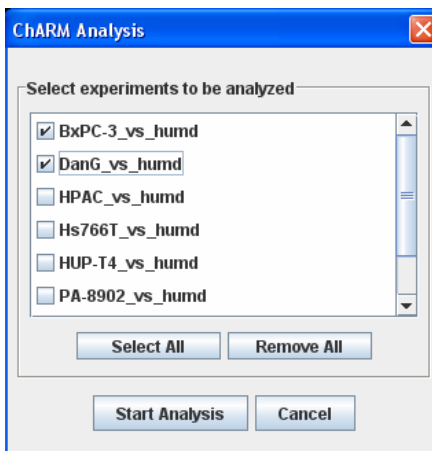 ChARM Analysis
Select experiments to be analyzed
BxPC-3_vs_humd
DanG_vs_humd
HPAC_vs_humd
Hs766T_vs_humd
HUP-T4_vs_humd
PA-8902_vs_humd
Select All Remove All
Start Analysis Cancel